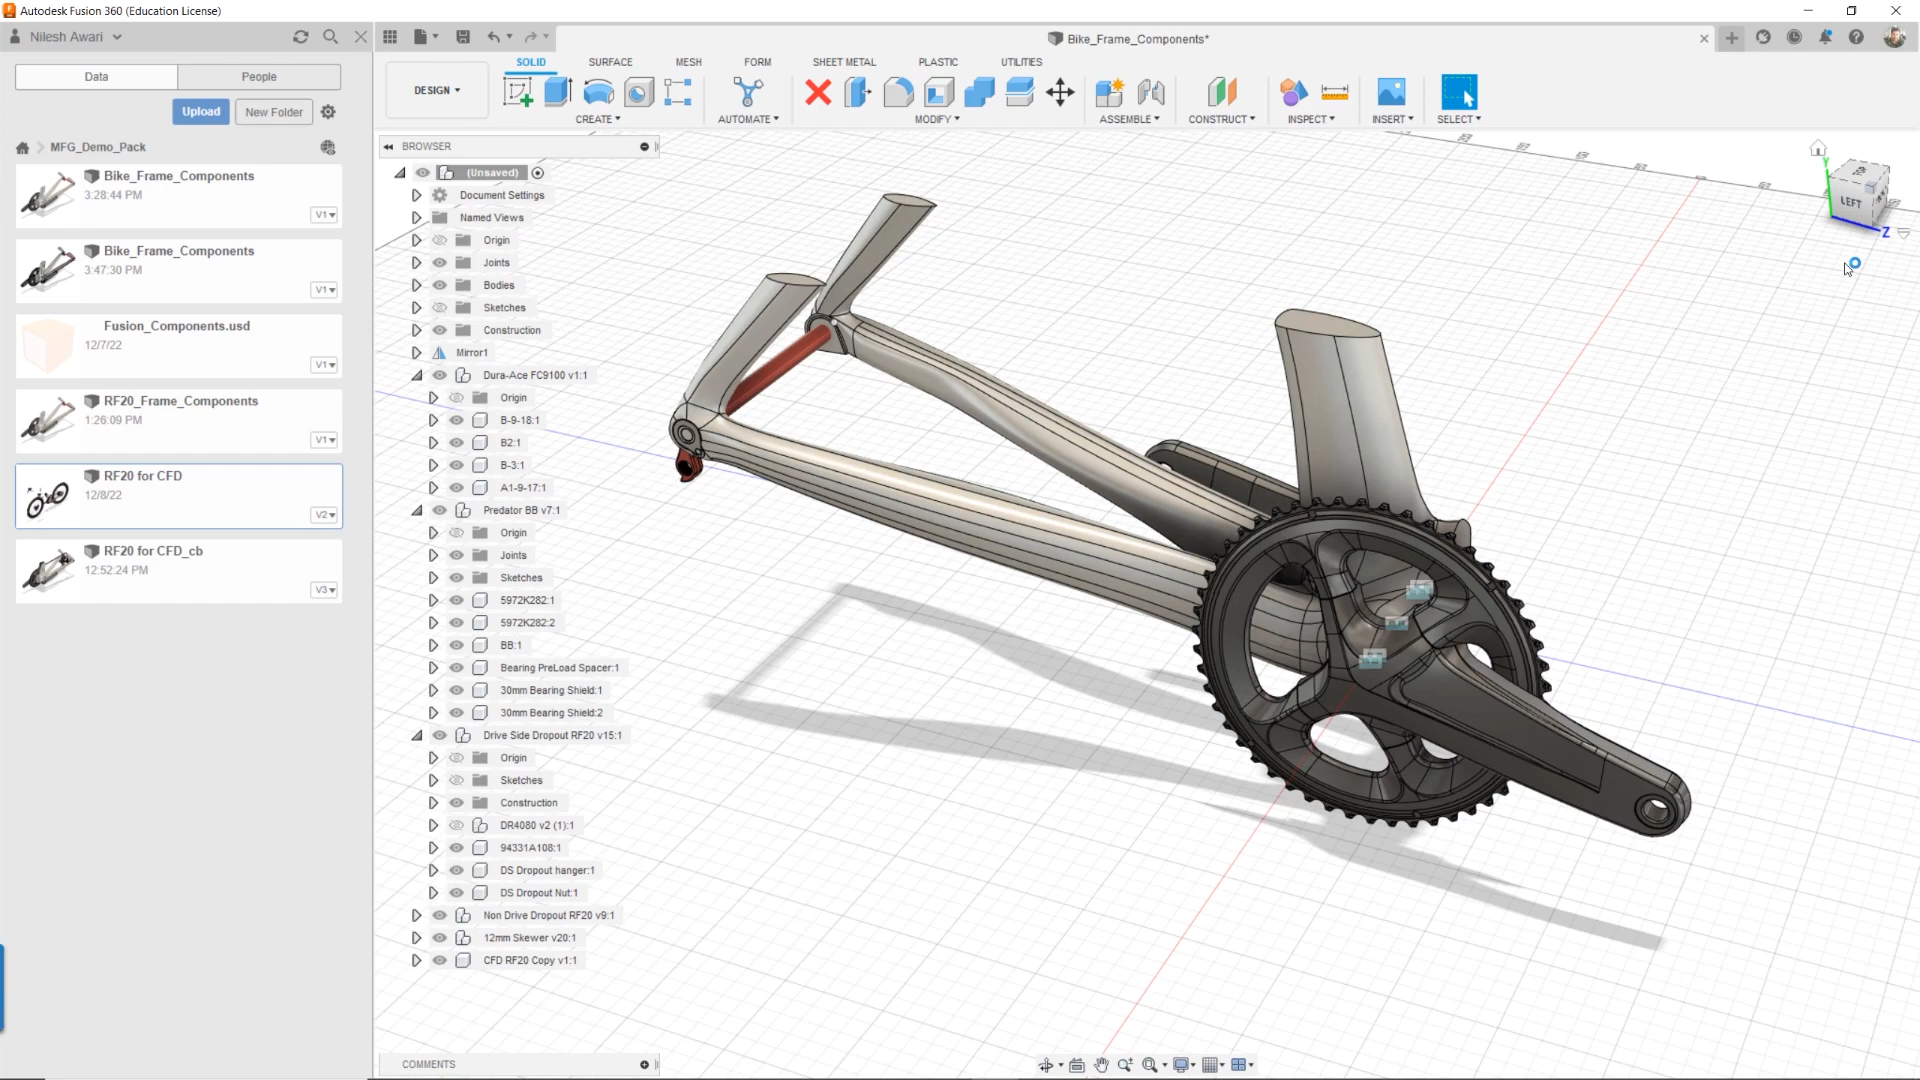 Autodesk Fusion 360 (Education License)
Nilesh Awari
Bike_Frame_Components*
Data
People
Upload
New Folder
MFG_Demo_Pack
Bike_Frame_Components
3:28:44 PM
V1
Bike_Frame_Components
3:47:30 PM
V1
Fusion_Components.usd
12/7/22
V1
RF20_Frame_Components
1:26:09 PM
V1
RF20 for CFD
12/8/22
V2
RF20 for CFD_cb
12:52:24 PM
V3
SOLID
SURFACE
MESH
FORM
SHEET METAL
PLASTIC
UTILITIES
DESIGN
CREATE
AUTOMATE
MODIFY
ASSEMBLE
CONSTRUCT
INSPECT
INSERT
SELECT
BROWSER
(Unsaved)
Document Settings
Named Views
Origin
Joints
Bodies
Sketches
Construction
Mirror1
Dura-Ace FC9100 v1:1
Origin
B-9-18:1
B2:1
B-3:1
A1-9-17:1
Predator BB v7:1
Origin
Joints
Sketches
5972K282:1
5972K282:2
BB:1
Bearing PreLoad Spacer:1
30mm Bearing Shield:1
30mm Bearing Shield:2
Drive Side Dropout RF20 v15:1
Origin
Sketches
Construction
DR4080 v2 (1):1
94331A108:1
DS Dropout hanger:1
DS Dropout Nut:1
Non Drive Dropout RF20 v9:1
12mm Skewer v20:1
CFD RF20 Copy v1:1
COMMENTS
TOP
LEFT
Y
Z